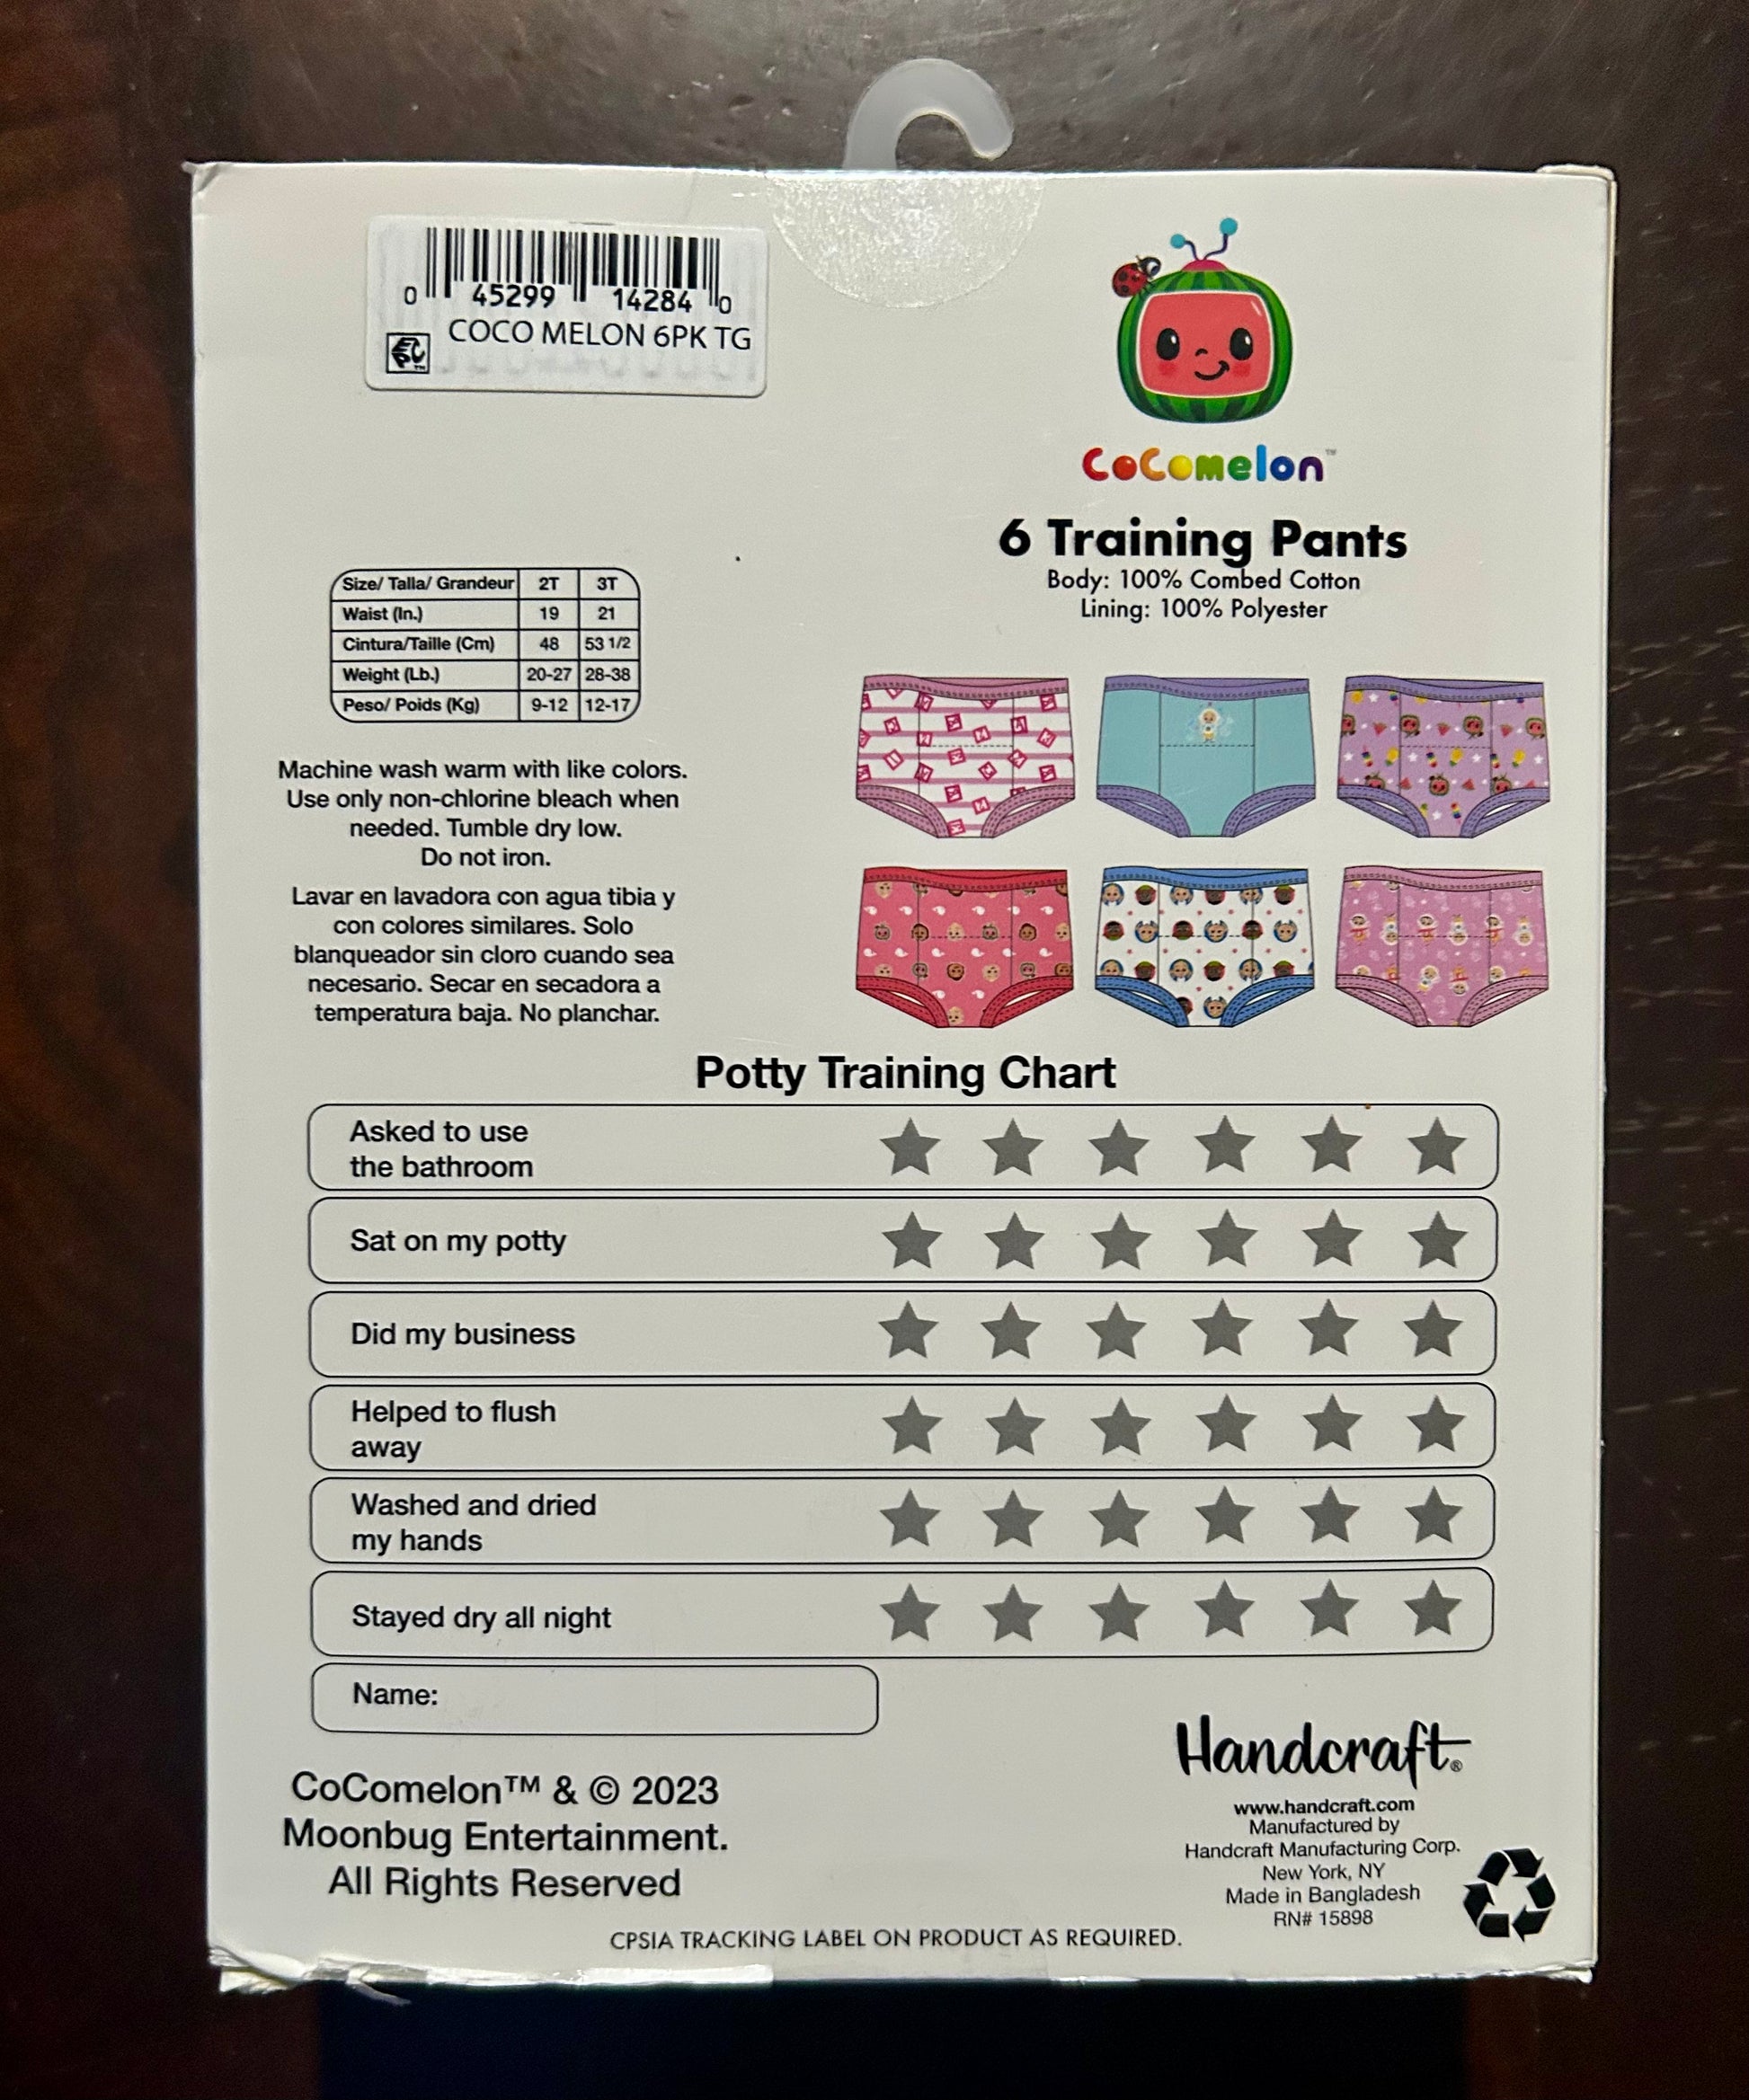 0 45299 14284 0
COCO MELON 6PK TG
CoComelon™
6 Training Pants
Body: 100% Combed Cotton
Lining: 100% Polyester
Size/ Talla/ Grandeur 2T 3T
Waist (In.) 19 21
Cintura/Taille (Cm) 48 53 1/2
Weight (Lb.) 20-27 28-38
Peso/ Poids (Kg) 9-12 12-17
Machine wash warm with like colors.
Use only non-chlorine bleach when
needed. Tumble dry low.
Do not iron.
Lavar en lavadora con agua tibia y
con colores similares. Solo
blanqueador sin cloro cuando sea
necesario. Secar en secadora a
temperatura baja. No planchar.
Potty Training Chart
Asked to use
the bathroom
Sat on my potty
Did my business
Helped to flush
away
Washed and dried
my hands
Stayed dry all night
Name:
CoComelon™ & © 2023
Moonbug Entertainment.
All Rights Reserved
Handcraft®
www.handcraft.com
Manufactured by
Handcraft Manufacturing Corp.
New York, NY
Made in Bangladesh
RN# 15898
CPSIA TRACKING LABEL ON PRODUCT AS REQUIRED.